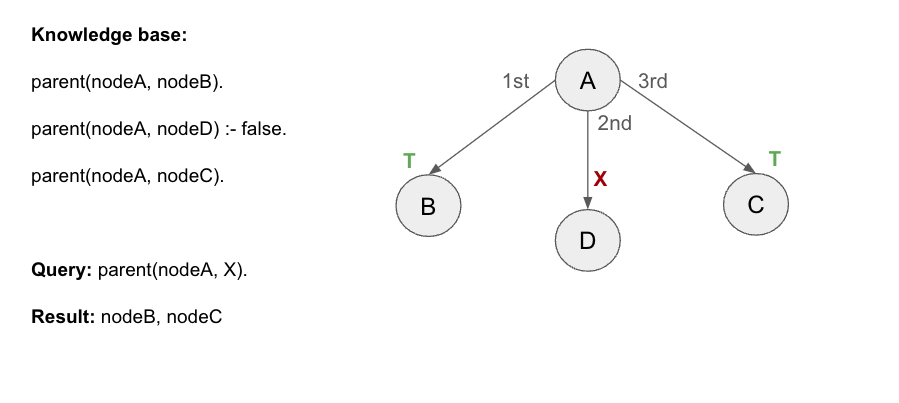 Knowledge base:
parent(nodeA, nodeB).
parent(nodeA, nodeD) :- false.
parent(nodeA, nodeC).
Query: parent(nodeA, X).
Result: nodeB, nodeC
A
1st
3rd
2nd
T
T
X
B
C
D